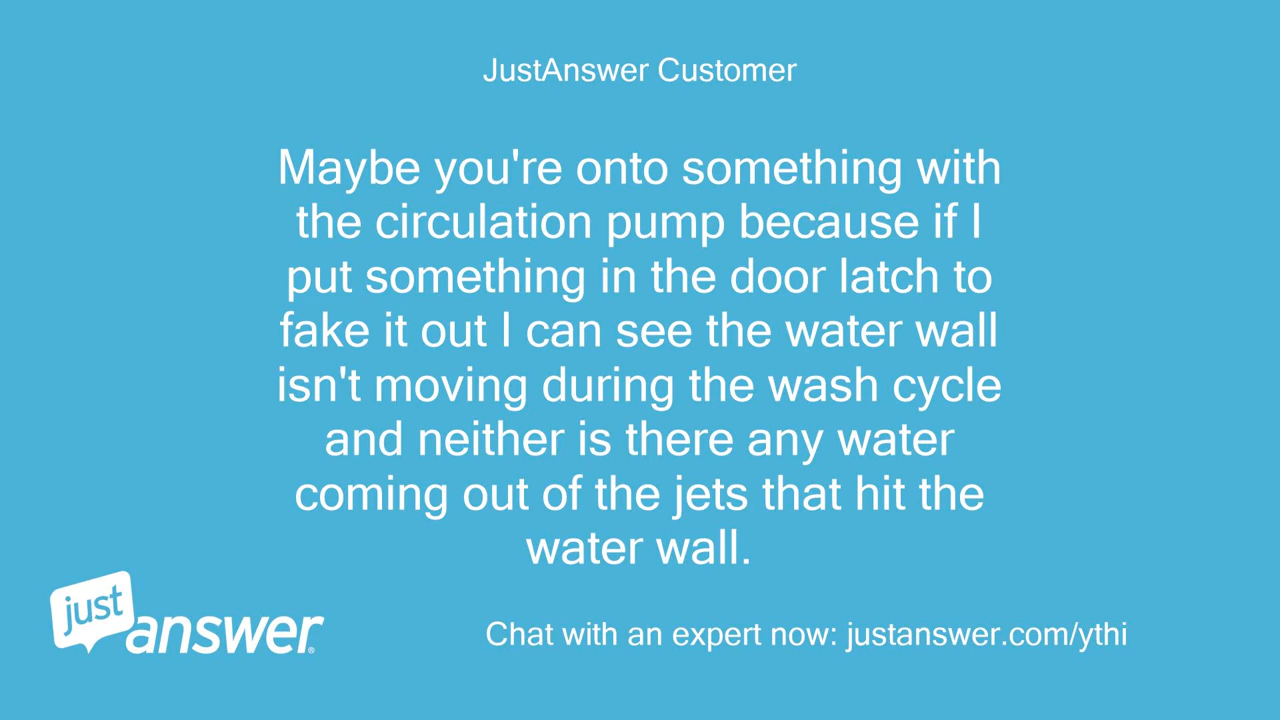 JustAnswer Customer
Maybe you're onto something with
the circulation pump because if I
put something in the door latch to
fake it out I can see the water wall
isn't moving during the wash cycle
and neither is there any water
coming out of the jets that hit the
water wall.
just
answer®
Chat with an expert now: justanswer.com/ythi